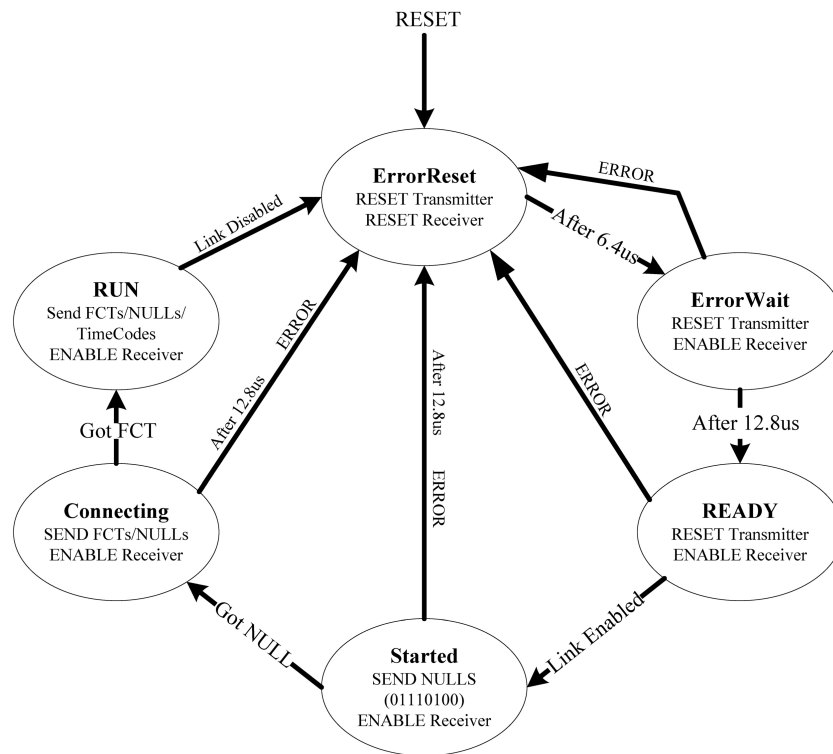 RESET
ErrorReset
RESET Transmitter
RESET Receiver
ERROR
After 6.4us
Link Disabled
RUN
Send FCTs/NULLs/
TimeCodes
ENABLE Receiver
ErrorWait
RESET Transmitter
ENABLE Receiver
After 12.8us
ERROR
After 12.8us
ERROR
ERROR
After 12.8us
Got FCT
Connecting
SEND FCTs/NULLs
ENABLE Receiver
READY
RESET Transmitter
ENABLE Receiver
Got NULL
Link Enabled
Started
SEND NULLS
(01110100)
ENABLE Receiver